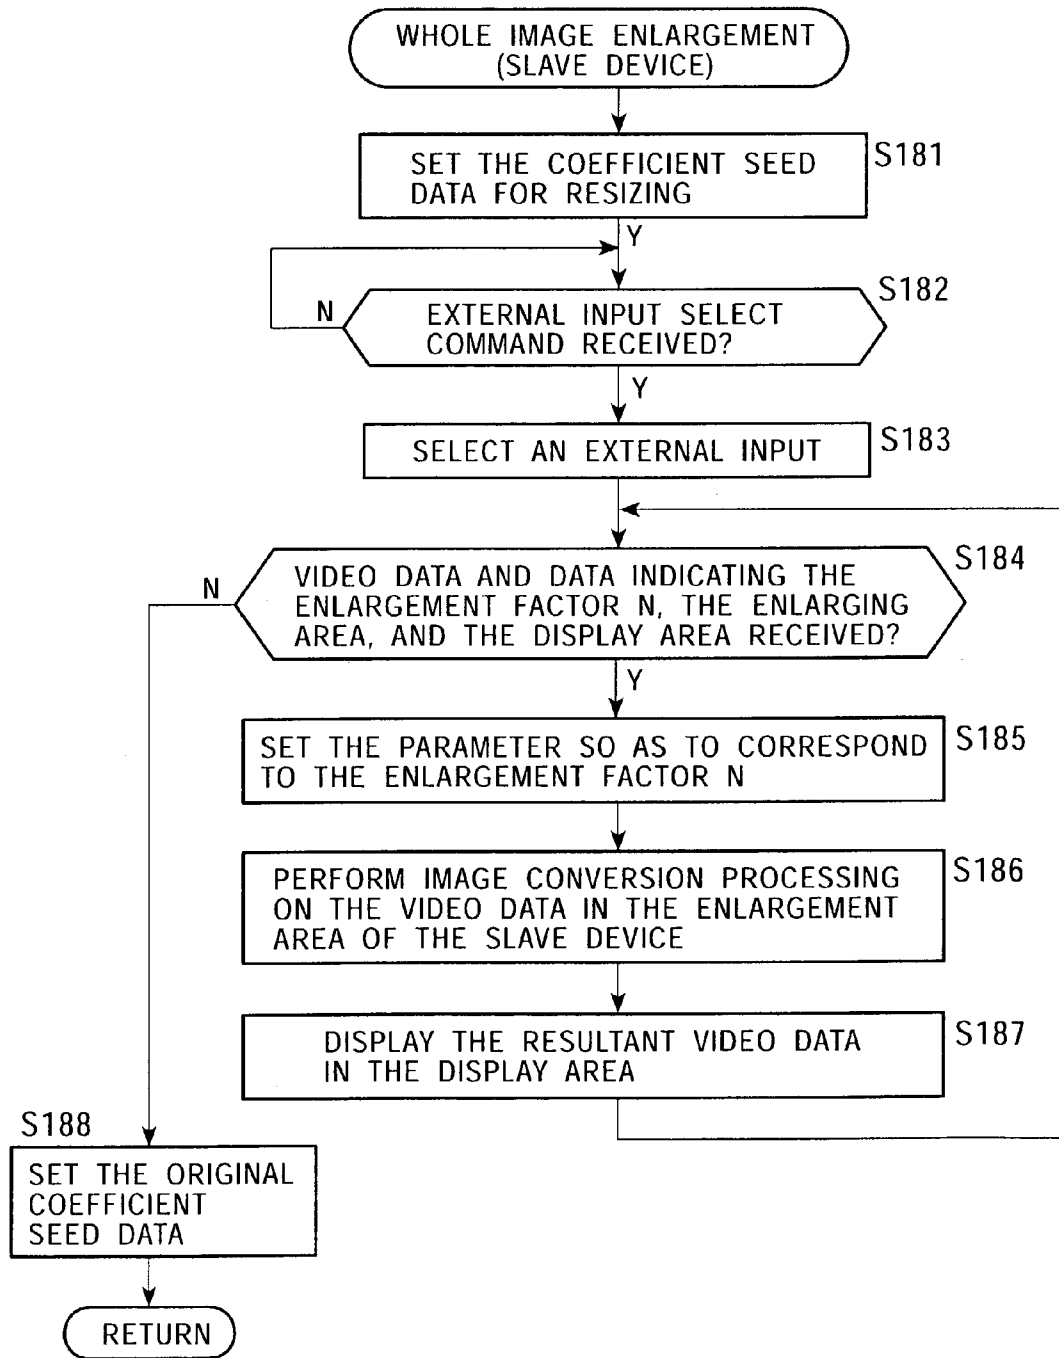 WHOLE IMAGE ENLARGEMENT
(SLAVE DEVICE)
S181
SET THE COEFFICIENT SEED
DATA FOR RESIZING
Y
S182
N
EXTERNAL INPUT SELECT
COMMAND RECEIVED?
Y
S183
SELECT AN EXTERNAL INPUT
S184
N
VIDEO DATA AND DATA INDICATING THE
ENLARGEMENT FACTOR N, THE ENLARGING
AREA, AND THE DISPLAY AREA RECEIVED?
Y
S185
SET THE PARAMETER SO AS TO CORRESPOND
TO THE ENLARGEMENT FACTOR N
S186
PERFORM IMAGE CONVERSION PROCESSING
ON THE VIDEO DATA IN THE ENLARGEMENT
AREA OF THE SLAVE DEVICE
S187
DISPLAY THE RESULTANT VIDEO DATA
IN THE DISPLAY AREA
S188
SET THE ORIGINAL
COEFFICIENT
SEED DATA
RETURN